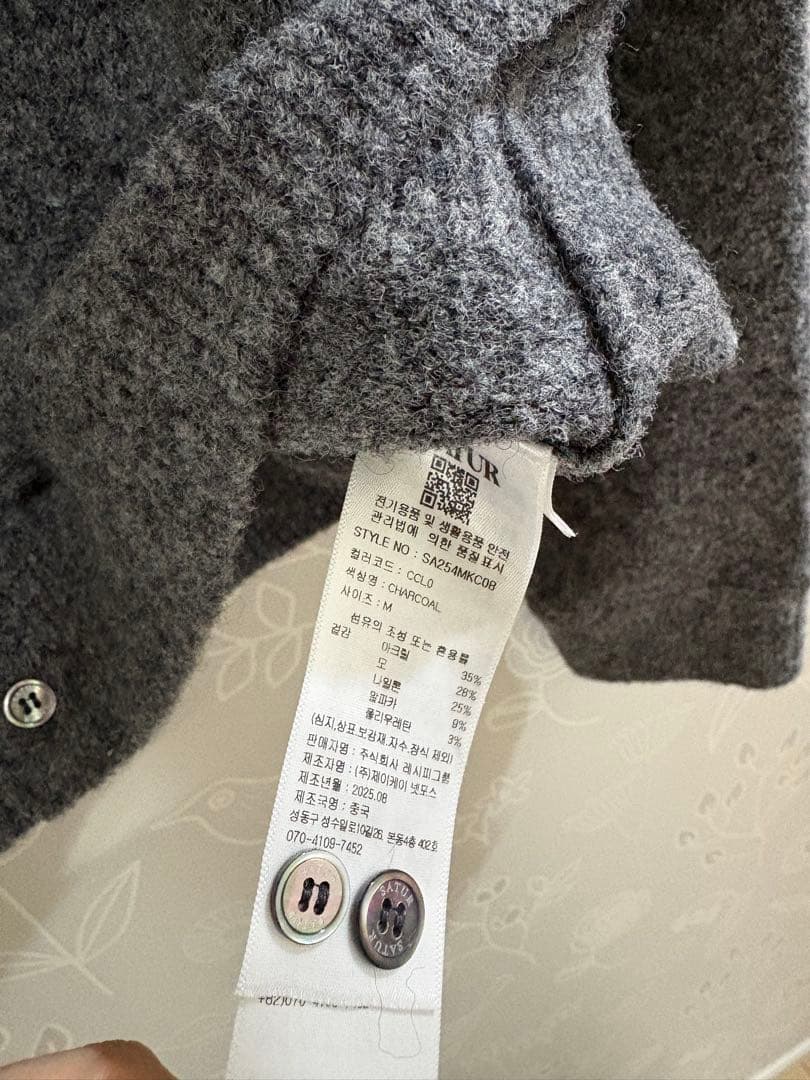 SATUR
전기용품 및 생활용품 안전
관리법에 의한 품질표시
STYLE NO : SA254MKC08
컬러코드 : CCL0
색상명 : CHARCOAL
사이즈 : M
섬유의 조성 또는 혼용률
겉감 아크릴 35%
모 28%
나일론 25%
알파카 9%
폴리우레탄 3%
(심지,상표,보강재,자수,장식 제외)
판매자명 : 주식회사 레시피그룹
제조자명 : (주)제이케이 넷모스
제조년월 : 2025.08
제조국명 : 중국
성동구 성수일로10길26, 본동4층 402호
070-4109-7452
SATUR
SATUR